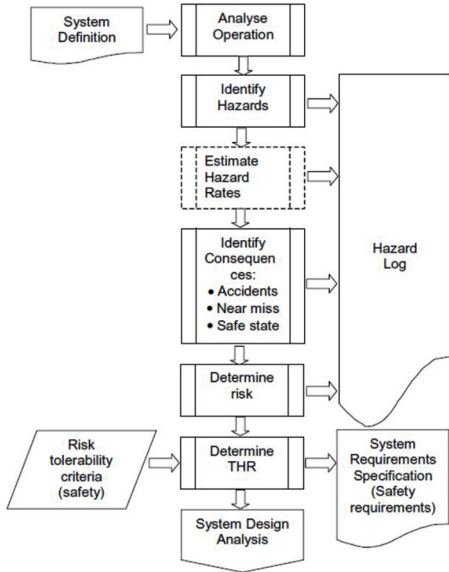 System
Definition
Analyse
Operation
Identify
Hazards
Estimate
Hazard
Rates
Identify
Consequen
ces:
• Accidents
• Near miss
• Safe state
Hazard
Log
Determine
risk
Risk
tolerability
criteria
(safety)
Determine
THR
System
Requirements
Specification
(Safety
requirements)
System Design
Analysis